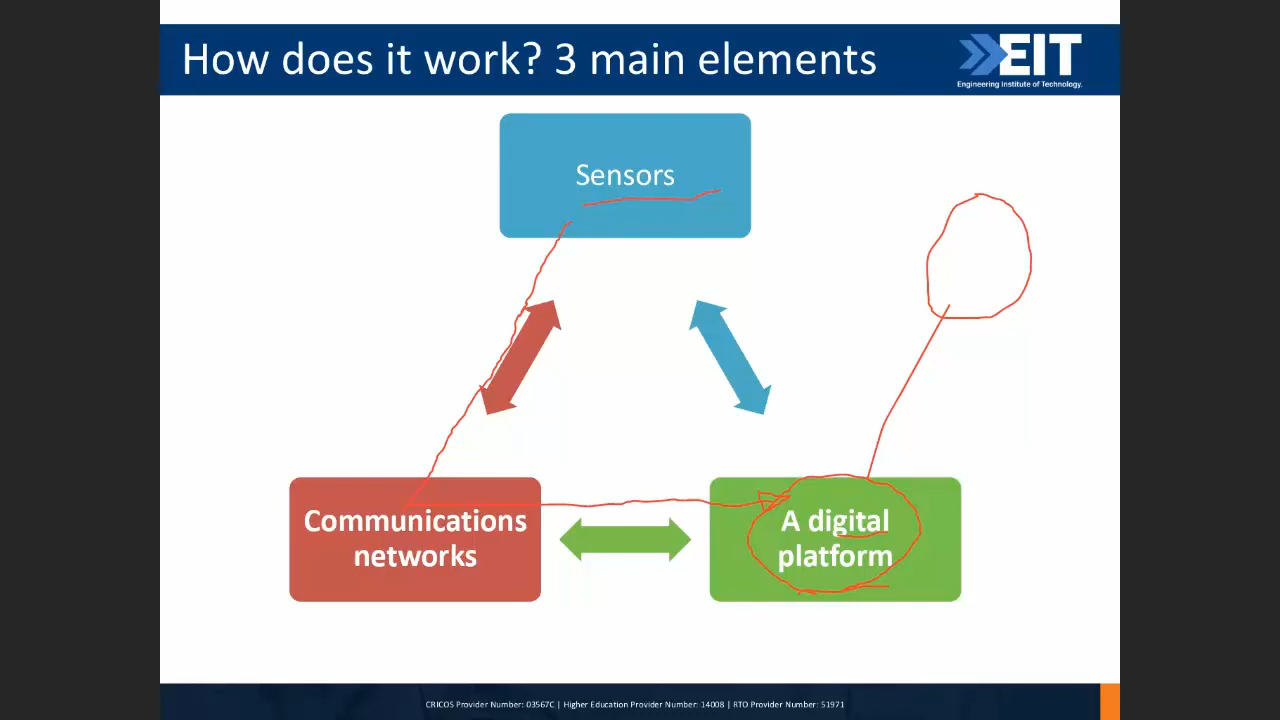 How does it work? 3 main elements
EIT
Engineering Institute of Technology.
Sensors
Communications
networks
A digital
platform
CRICOS Provider Number: 03567C | Higher Education Provider Number: 14008 | RTO Provider Number: 51971